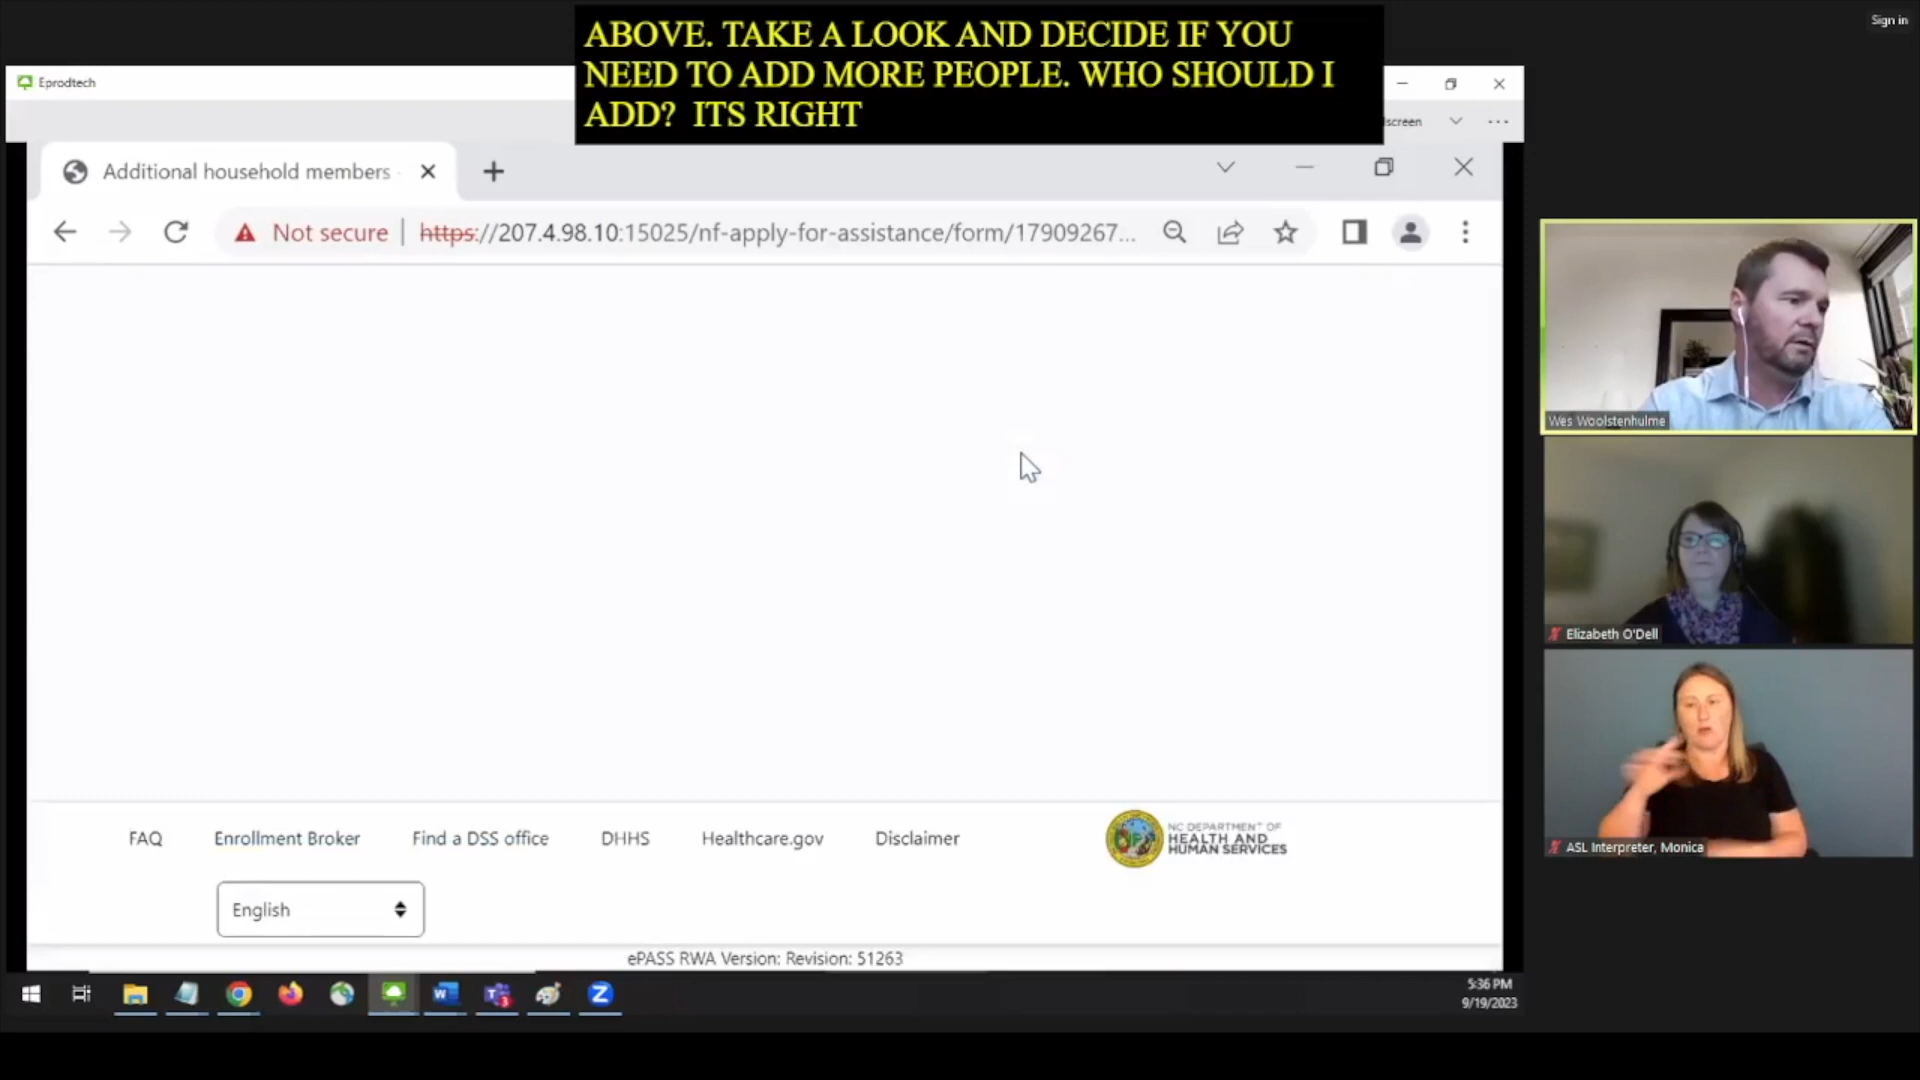 Sign in
ABOVE. TAKE A LOOK AND DECIDE IF YOU
NEED TO ADD MORE PEOPLE. WHO SHOULD I
ADD?  ITS RIGHT
Eprodtech
Additional household members
Not secure
https://207.4.98.10:15025/nf-apply-for-assistance/form/17909267...
Wes Woolstenhulme
Elizabeth O'Dell
ASL Interpreter, Monica
FAQ
Enrollment Broker
Find a DSS office
DHHS
Healthcare.gov
Disclaimer
NC DEPARTMENT OF
HEALTH AND
HUMAN SERVICES
English
ePASS RWA Version: Revision: 51263
5:36 PM
9/19/2023